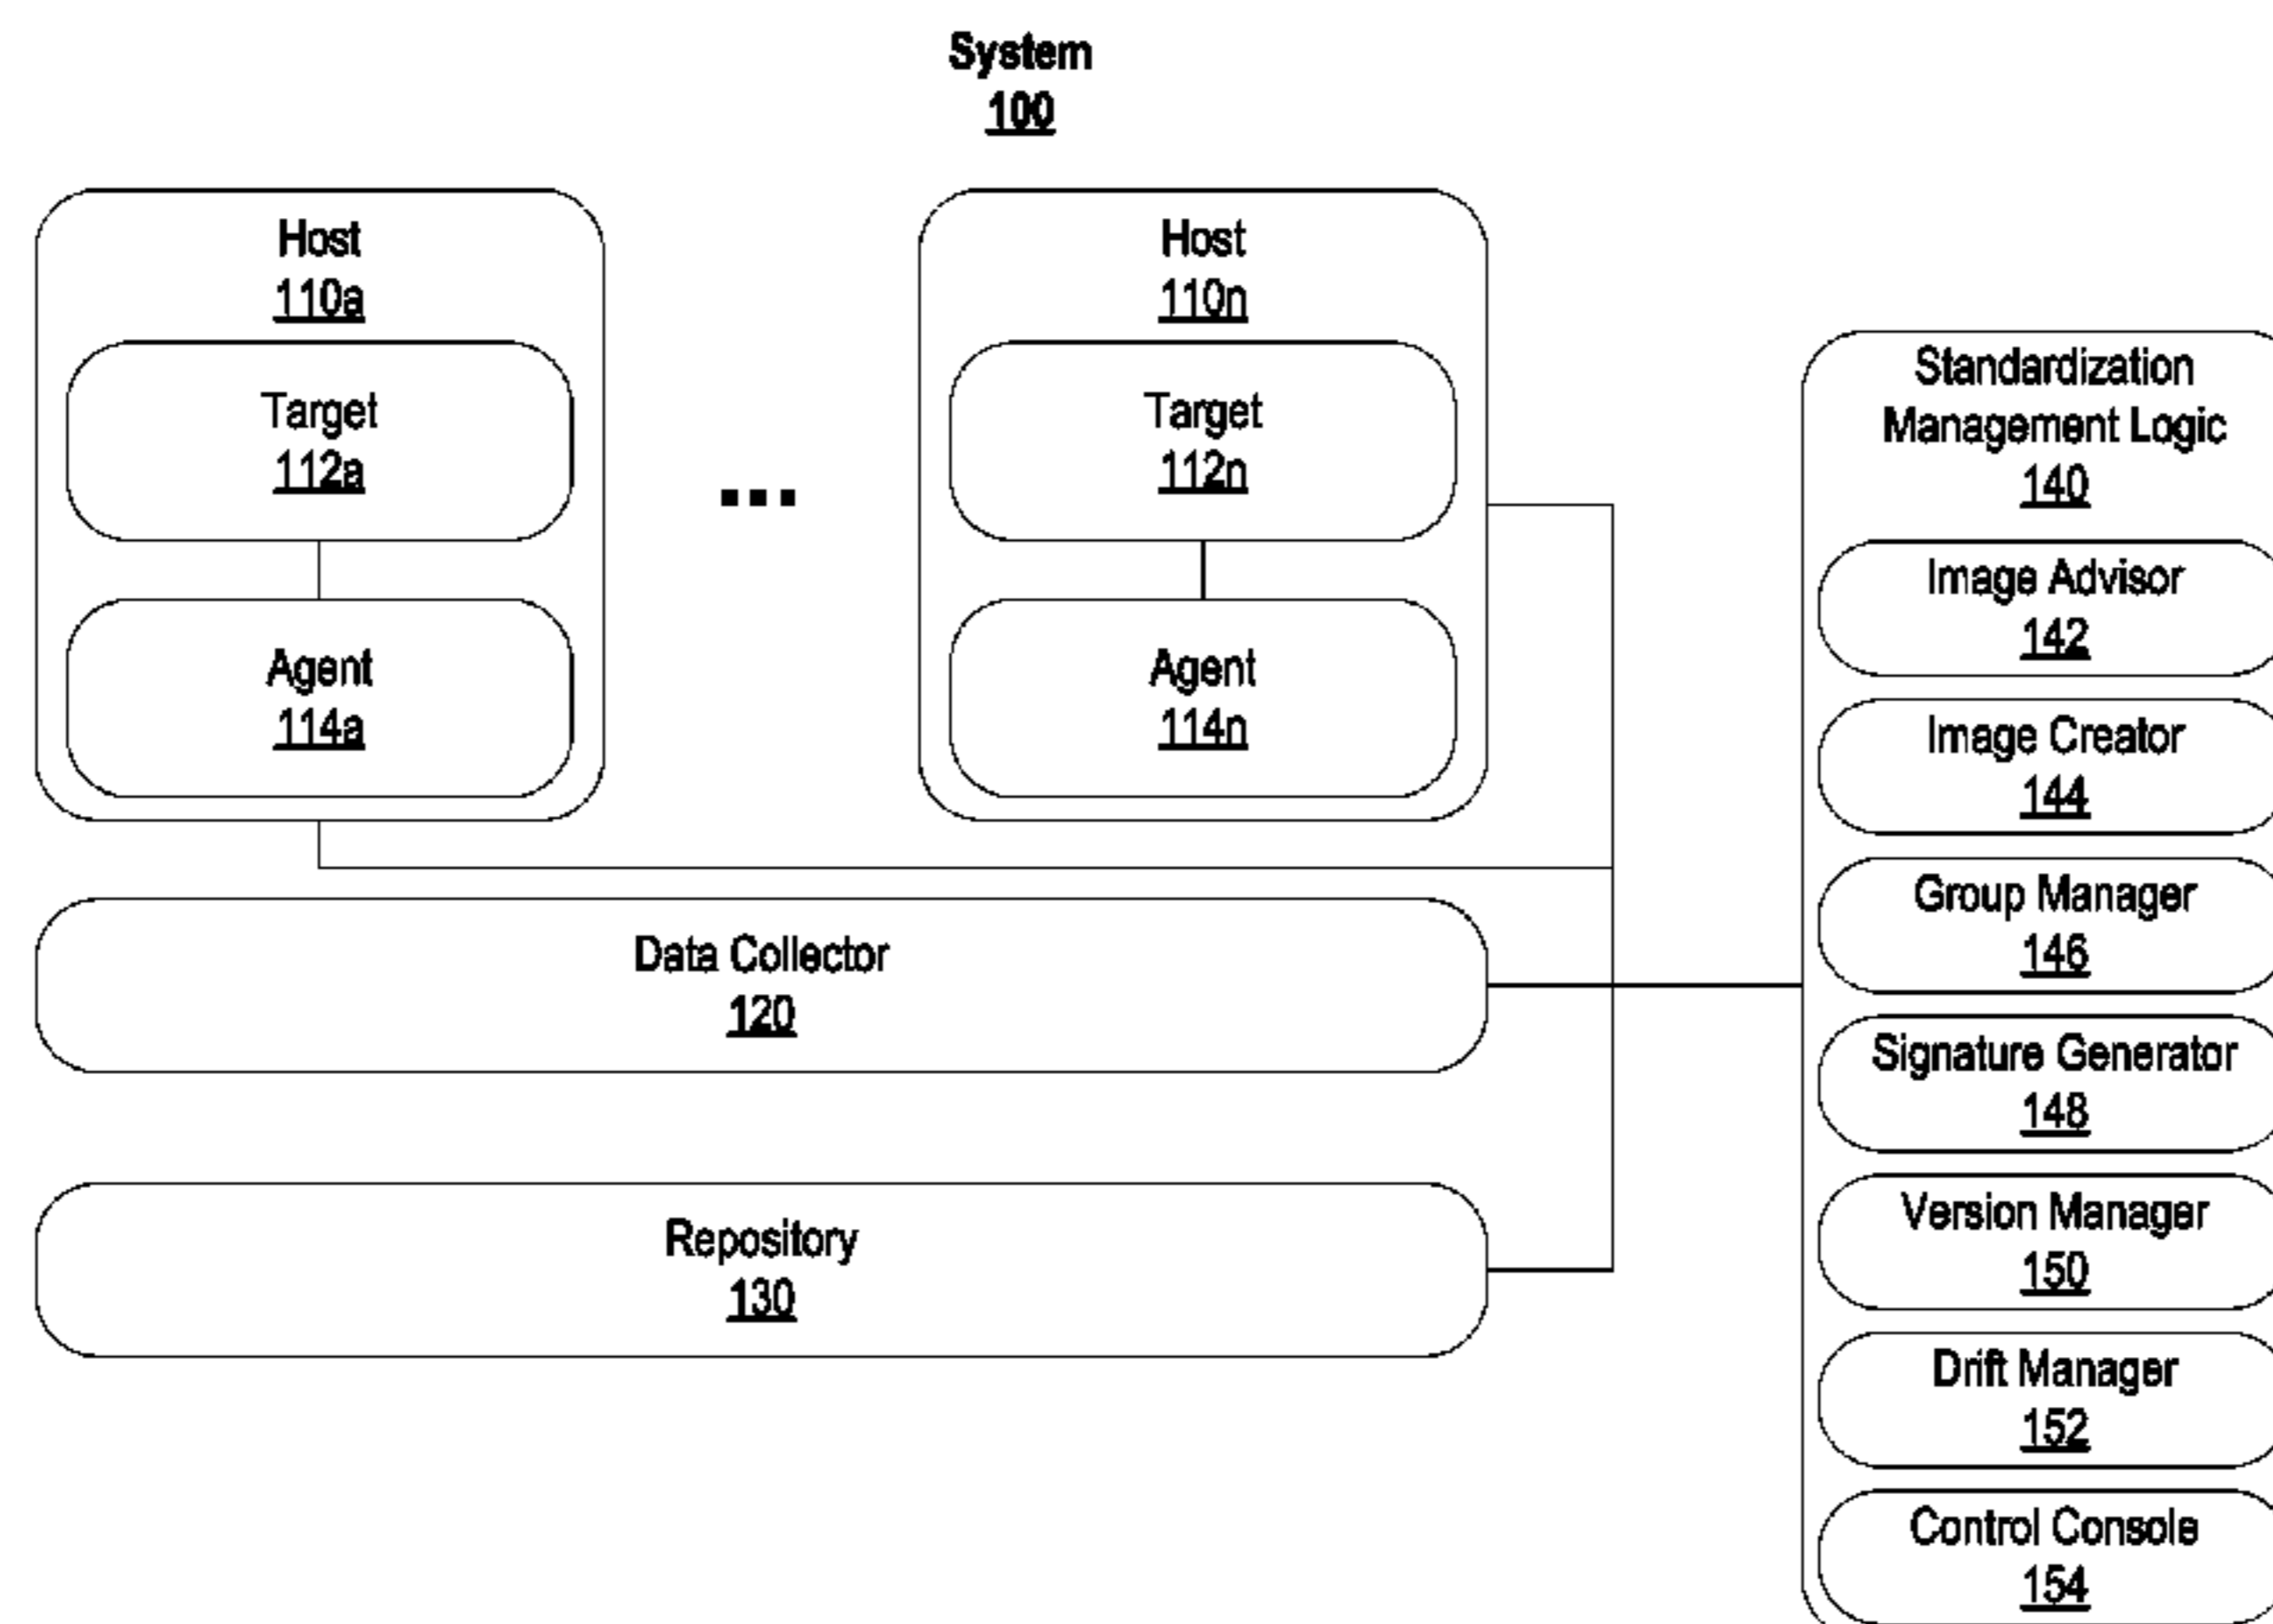 System
100
Host
110a
Target
112a
Agent
114a
...
Host
110n
Target
112n
Agent
114n
Data Collector
120
Repository
130
Standardization
Management Logic
140
Image Advisor
142
Image Creator
144
Group Manager
146
Signature Generator
148
Version Manager
150
Drift Manager
152
Control Console
154